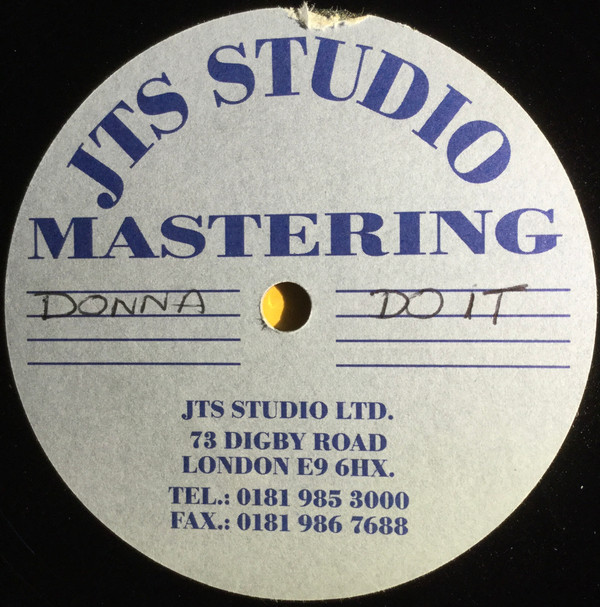 JTS STUDIO
MASTERING
DONNA
DO IT
JTS STUDIO LTD.
73 DIGBY ROAD
LONDON E9 6HX.
TEL.: 0181 985 3000
FAX.: 0181 986 7688